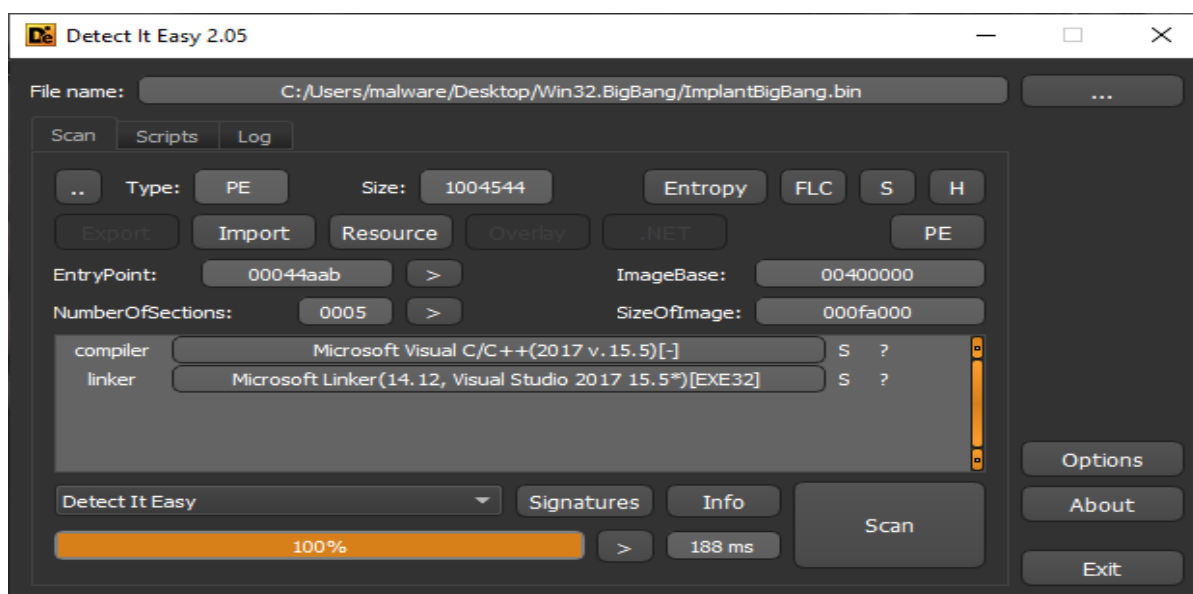 Detect It Easy 2.05
File name: C:/Users/malware/Desktop/Win32.BigBang/ImplantBigBang.bin ...
Scan Scripts Log
.. Type: PE Size: 1004544 Entropy FLC S H
Export Import Resource Overlay .NET PE
EntryPoint: 00044aab > ImageBase: 00400000
NumberOfSections: 0005 > SizeOfImage: 000fa000
compiler Microsoft Visual C/C++(2017 v.15.5)[-] S ?
linker Microsoft Linker(14.12, Visual Studio 2017 15.5*)[EXE32] S ?
Options
Detect It Easy Signatures Info Scan About
100% > 188 ms
Exit